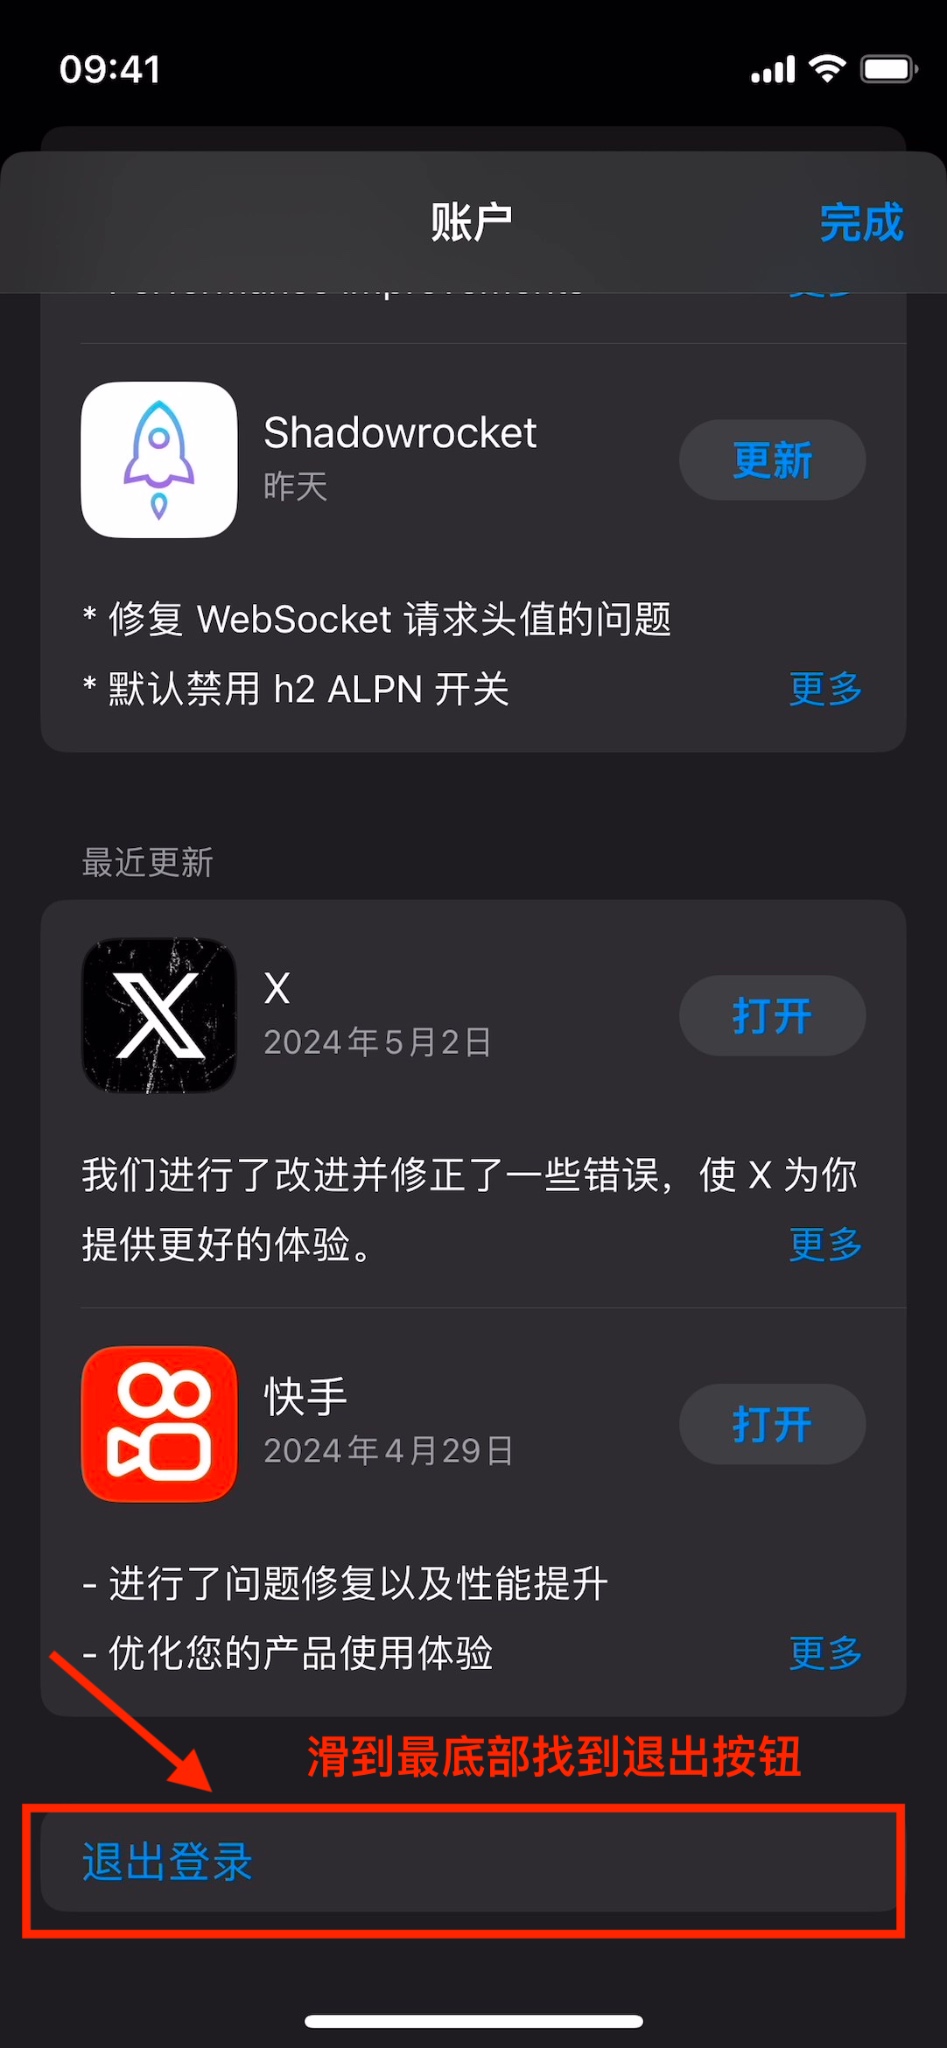 09:41
账户
完成
Shadowrocket
昨天
更新
* 修复 WebSocket 请求头值的问题
* 默认禁用 h2 ALPN 开关
更多
最近更新
X
2024年5月2日
打开
我们进行了改进并修正了一些错误，使 X 为你
提供更好的体验。
更多
快手
2024年4月29日
打开
- 进行了问题修复以及性能提升
- 优化您的产品使用体验
更多
滑到最底部找到退出按钮
退出登录